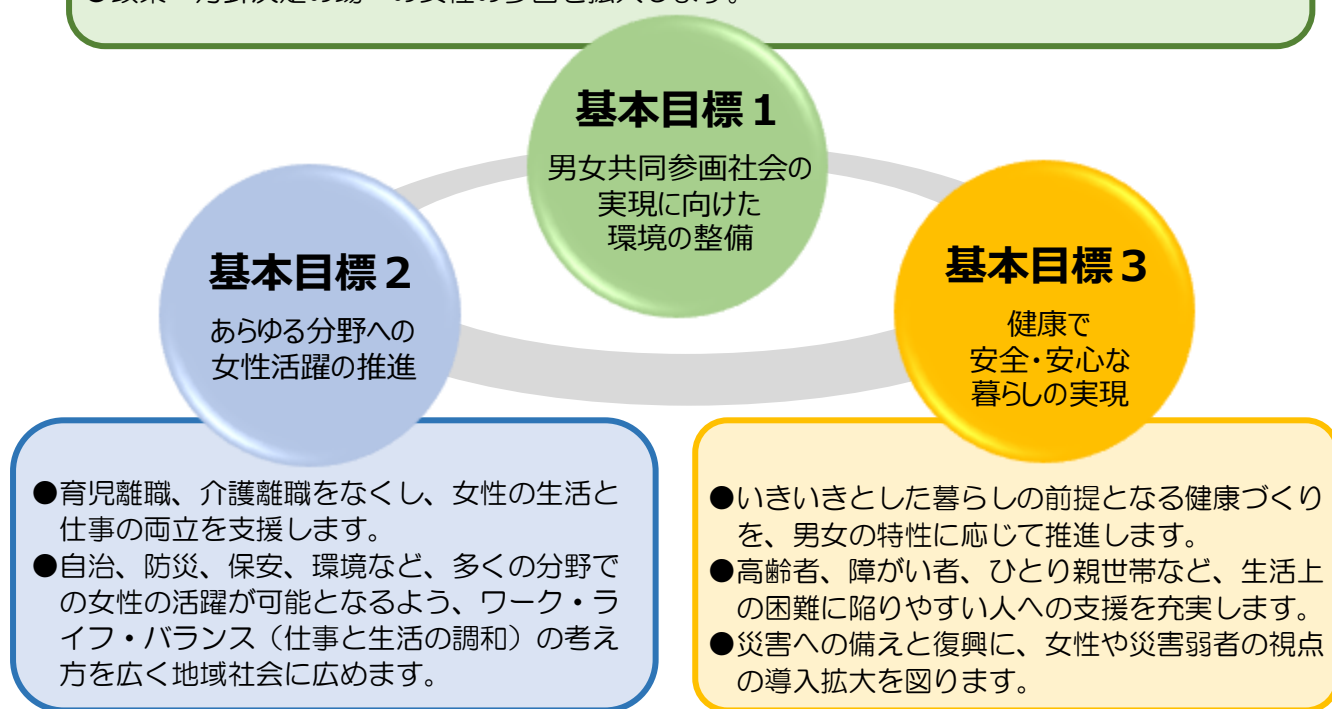 基本目標1
男女共同参画社会の
実現に向けた
環境の整備
基本目標2
あらゆる分野への
女性活躍の推進
基本目標3
健康で
安全・安心な
暮らしの実現
●育児離職、介護離職をなくし、女性の生活と
仕事の両立を支援します。
●自治、防災、保安、環境など、多くの分野で
の女性の活躍が可能となるよう、ワーク・ラ
イフ・バランス（仕事と生活の調和）の考え
方を広く地域社会に広めます。
●いきいきとした暮らしの前提となる健康づくり
を、男女の特性に応じて推進します。
●高齢者、障がい者、ひとり親世帯など、生活上
の困難に陥りやすい人への支援を充実します。
●災害への備えと復興に、女性や災害弱者の視点
の導入拡大を図ります。